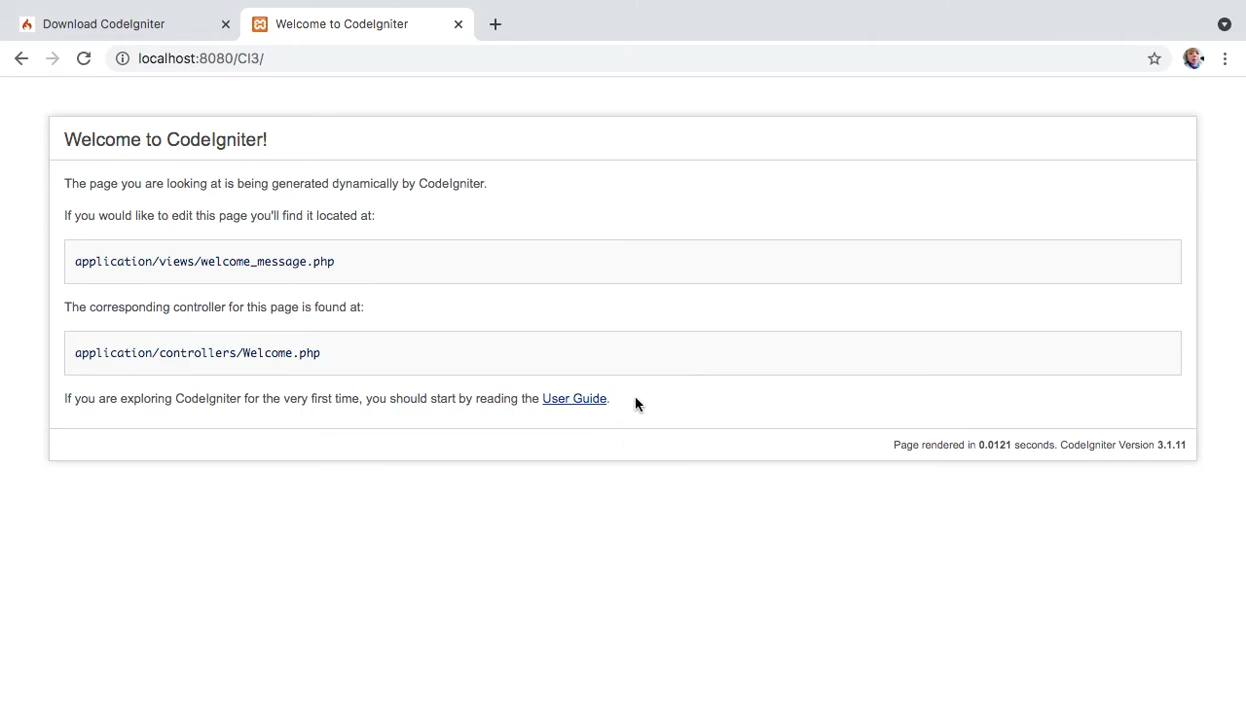 Download CodeIgniter
Welcome to CodeIgniter
localhost:8080/CI3/
Welcome to CodeIgniter!
The page you are looking at is being generated dynamically by CodeIgniter.
If you would like to edit this page you'll find it located at:
application/views/welcome_message.php
The corresponding controller for this page is found at:
application/controllers/Welcome.php
If you are exploring CodeIgniter for the very first time, you should start by reading the User Guide.
Page rendered in 0.0121 seconds. CodeIgniter Version 3.1.11